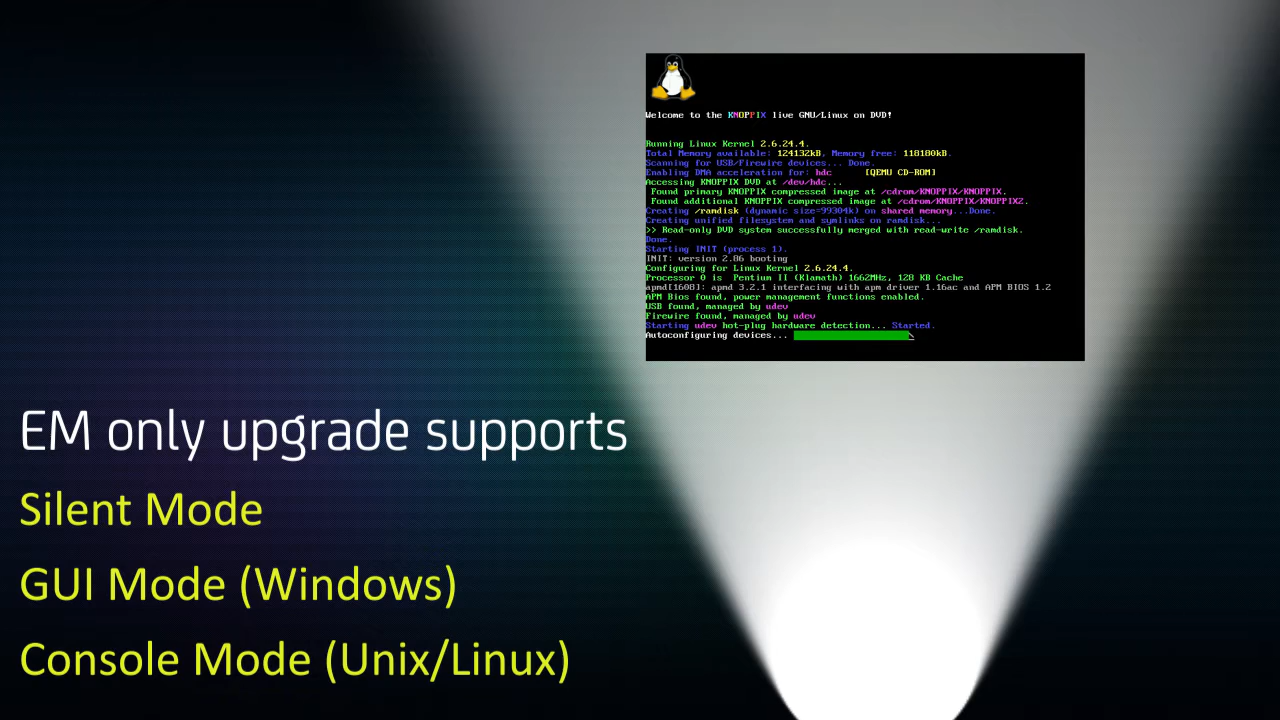 Welcome to the KNOPPIX live GNU/Linux on DVD!
Running Linux Kernel 2.6.24.4.
Total Memory available: 124132kB, Memory free: 118180kB.
Scanning for USB/Firewire devices... Done.
Enabling DMA acceleration for: hdc [QEMU CD-ROM]
Accessing KNOPPIX DVD at /dev/hdc...
Found primary KNOPPIX compressed image at /cdrom/KNOPPIX/KNOPPIX.
Found additional KNOPPIX compressed image at /cdrom/KNOPPIX/KNOPPIX2.
Creating /ramdisk (dynamic size=99304k) on shared memory...Done.
Creating unified filesystem and symlinks on ramdisk...
>> Read-only DVD system successfully merged with read-write /ramdisk.
Done.
Starting INIT (process 1).
INIT: version 2.86 booting
Configuring for Linux Kernel 2.6.24.4.
Processor 0 is Pentium II (Klamath) 1662MHz, 128 KB Cache
apmd[1608]: apmd 3.2.1 interfacing with apm driver 1.16ac and APM BIOS 1.2
APM Bios found, power management functions enabled.
USB found, managed by udev
Firewire found, managed by udev
Starting udev hot-plug hardware detection... Started.
Autoconfiguring devices...
EM only upgrade supports
Silent Mode
GUI Mode (Windows)
Console Mode (Unix/Linux)